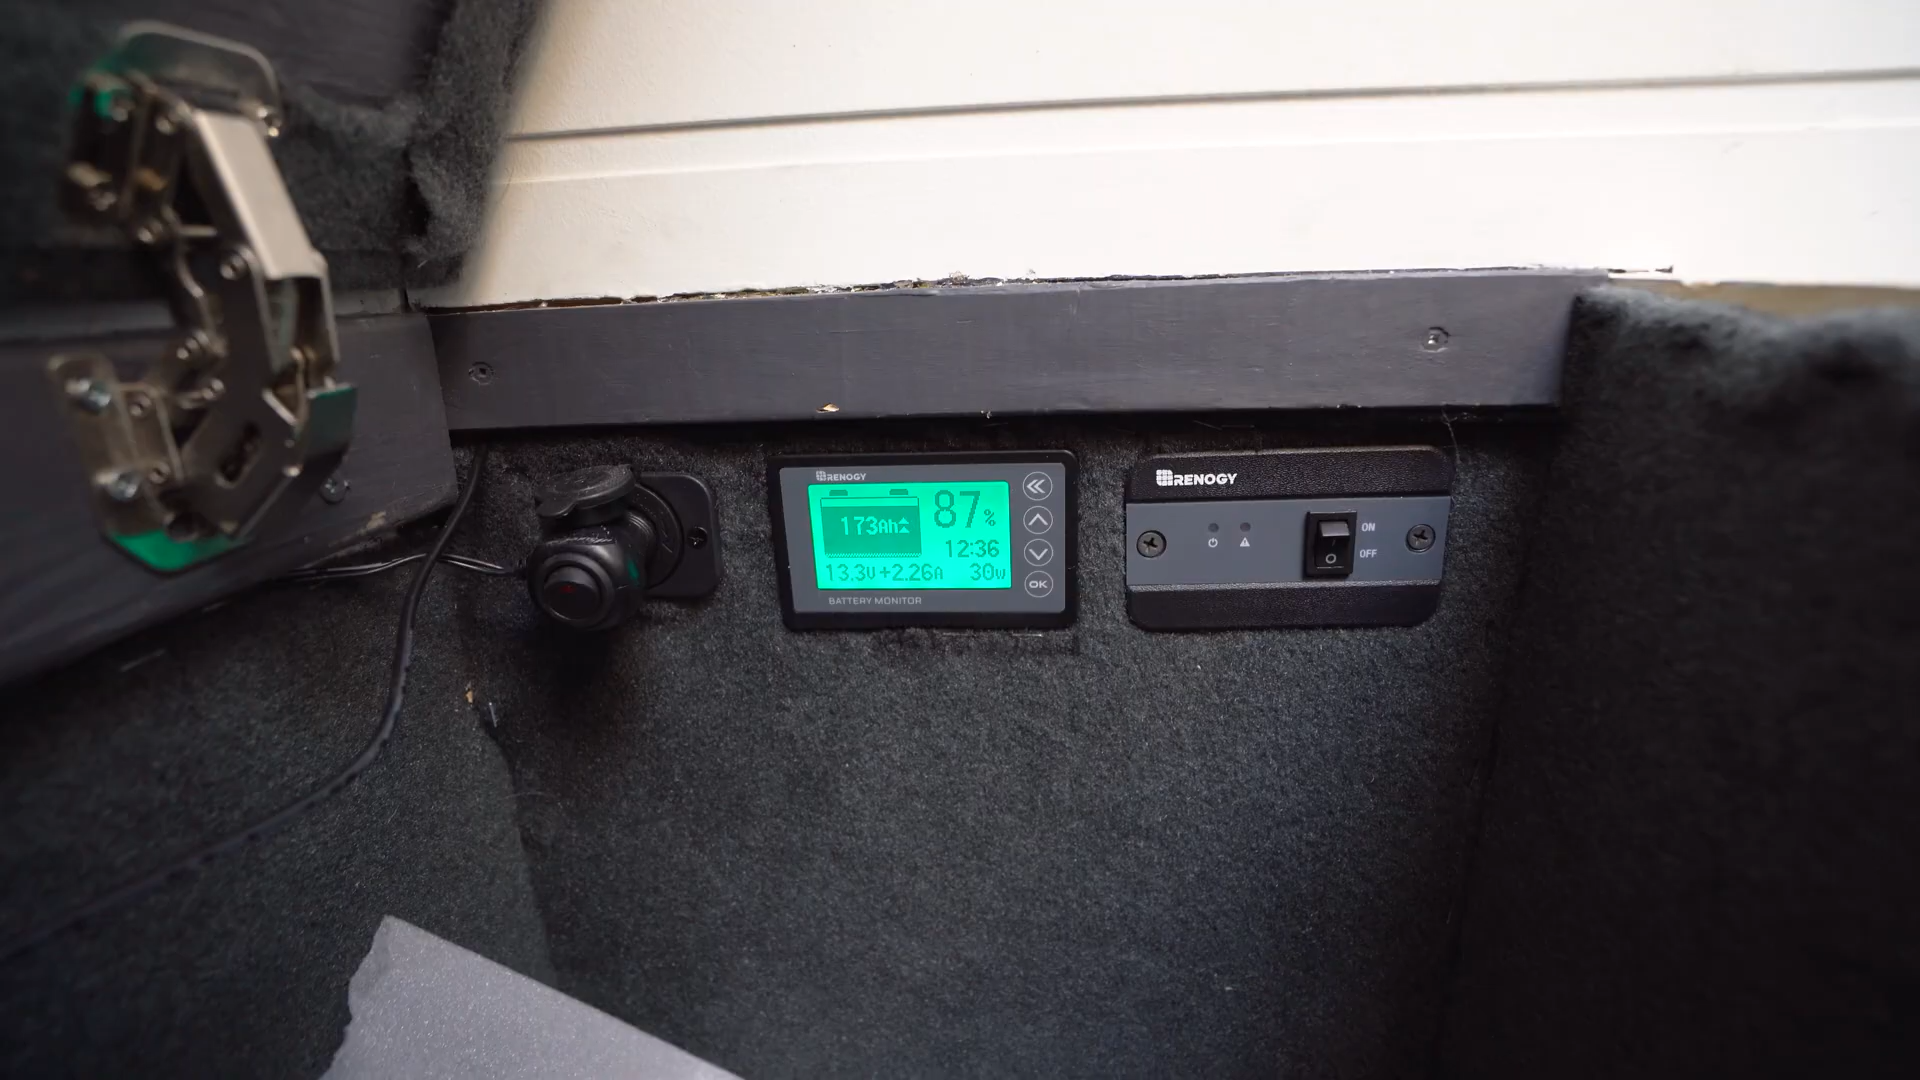 RENOGY
87%
173Ah
12:36
13.3V +2.26A 30W
OK
BATTERY MONITOR
RENOGY
ON
OFF